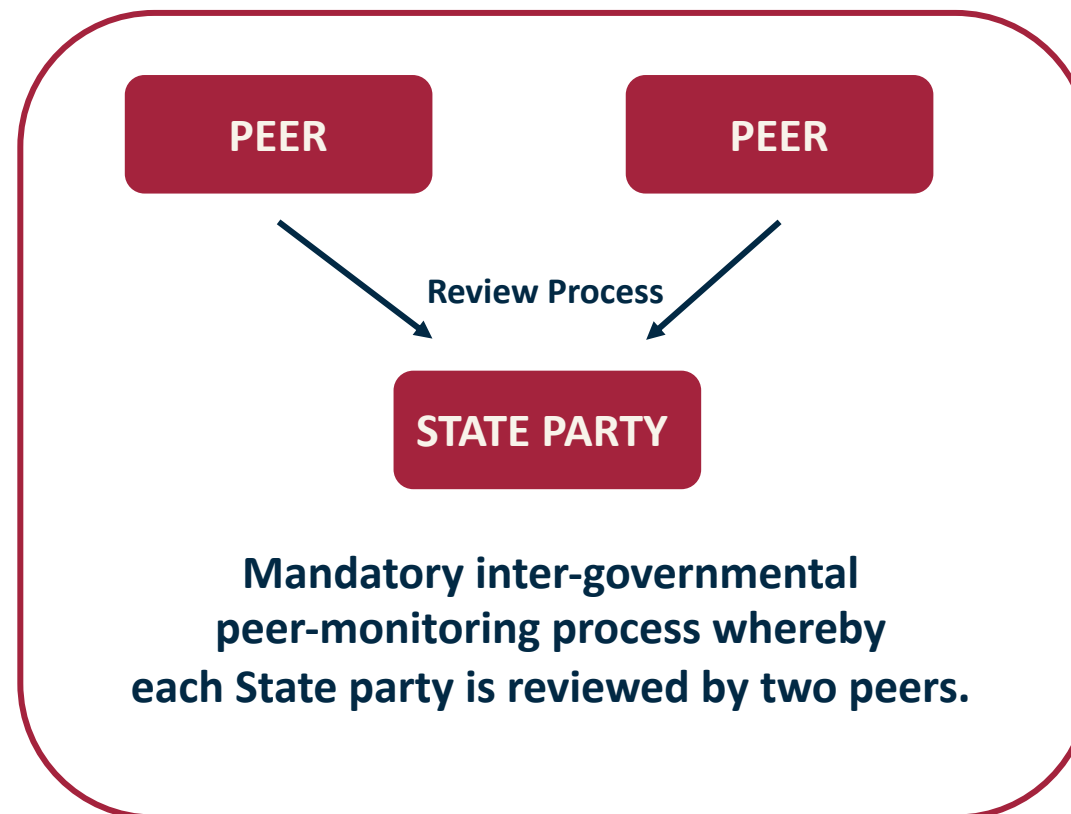 PEER
PEER
Review Process
STATE PARTY
Mandatory inter-governmental
peer-monitoring process whereby
each State party is reviewed by two peers.